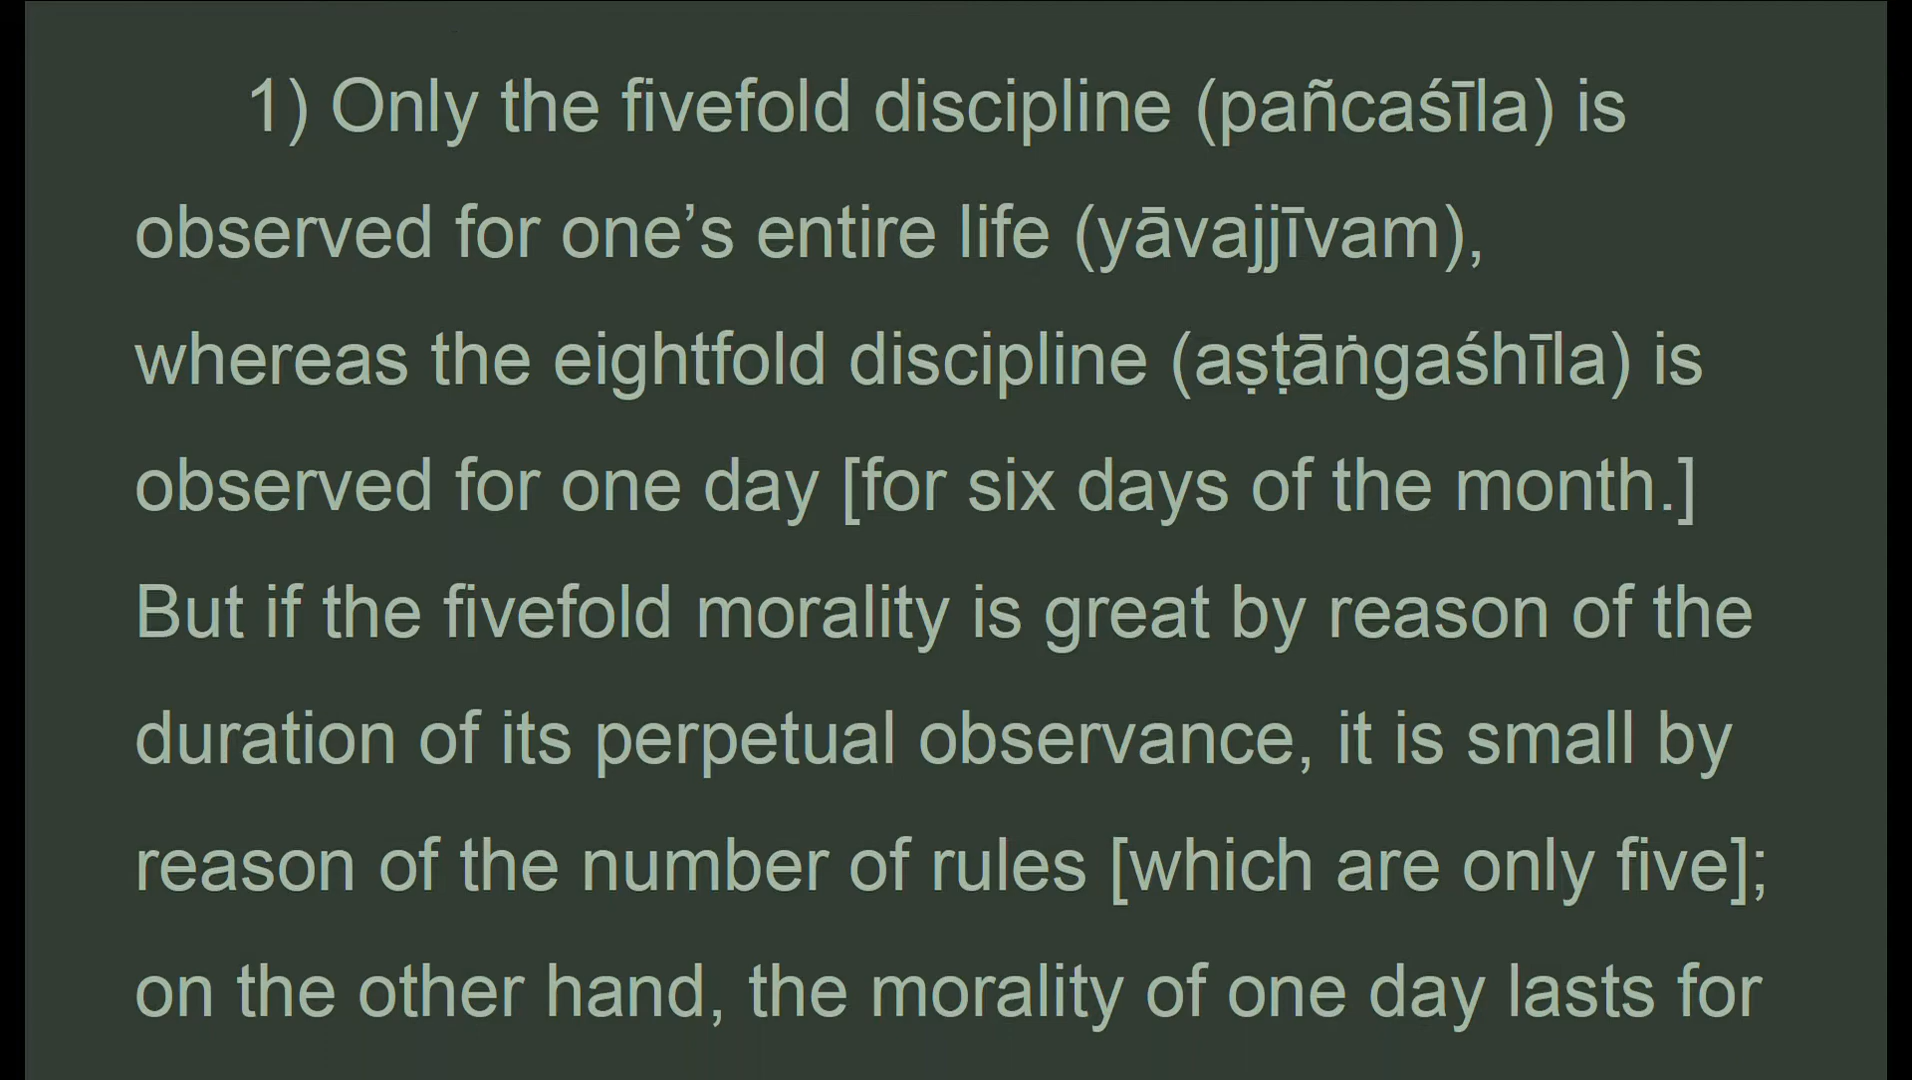 1) Only the fivefold discipline (pañcaśīla) is
observed for one’s entire life (yāvajjīvam),
whereas the eightfold discipline (aṣṭāṅgaśhīla) is
observed for one day [for six days of the month.]
But if the fivefold morality is great by reason of the
duration of its perpetual observance, it is small by
reason of the number of rules [which are only five];
on the other hand, the morality of one day lasts for